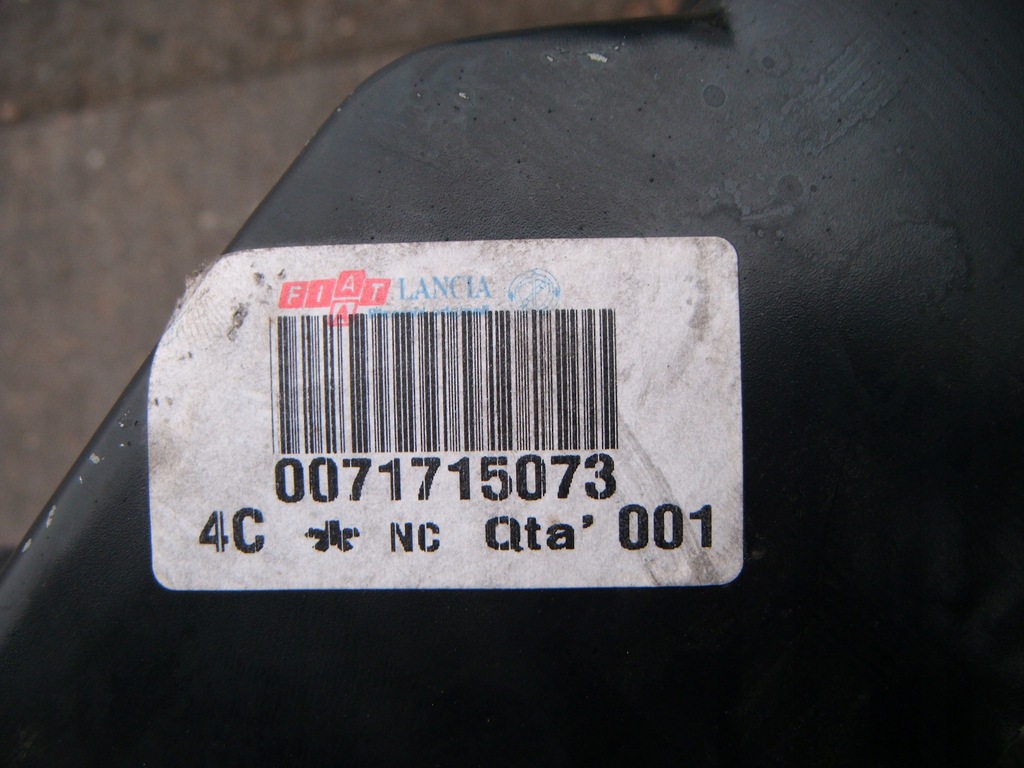 FIAT LANCIA
0071715073
4C NC Qta' 001